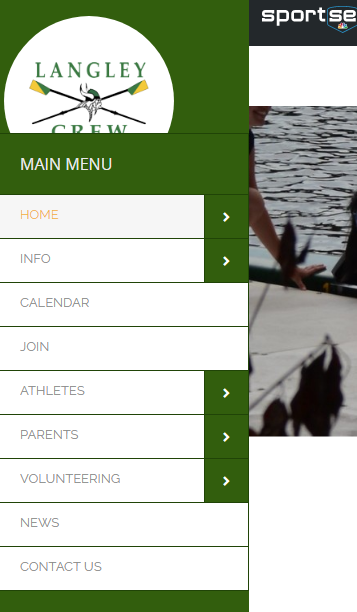 sportse
LANGLEY
CREW
MAIN MENU
HOME
INFO
CALENDAR
JOIN
ATHLETES
PARENTS
VOLUNTEERING
NEWS
CONTACT US